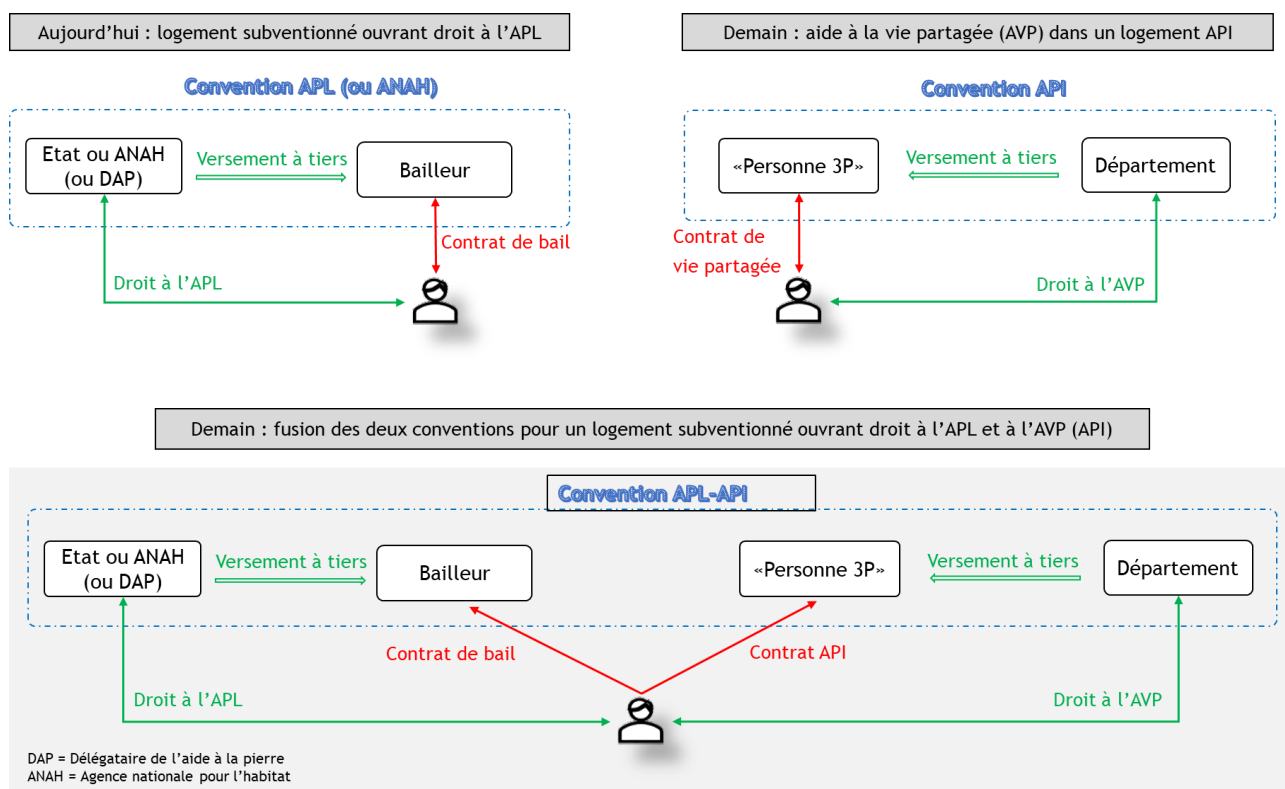 Aujourd’hui : logement subventionné ouvrant droit à l’APL
Convention APL (ou ANAH)
Etat ou ANAH
(ou DAP)
Versement à tiers
Bailleur
Contrat de bail
Droit à l’APL
Demain : aide à la vie partagée (AVP) dans un logement API
Convention API
«Personne 3P»
Versement à tiers
Département
Contrat de
vie partagée
Droit à l’AVP
Demain : fusion des deux conventions pour un logement subventionné ouvrant droit à l’APL et à l’AVP (API)
Convention APL-API
Etat ou ANAH
(ou DAP)
Versement à tiers
Bailleur
«Personne 3P»
Versement à tiers
Département
Contrat de bail
Contrat API
Droit à l’APL
Droit à l’AVP
DAP = Délégataire de l’aide à la pierre
ANAH = Agence nationale pour l’habitat